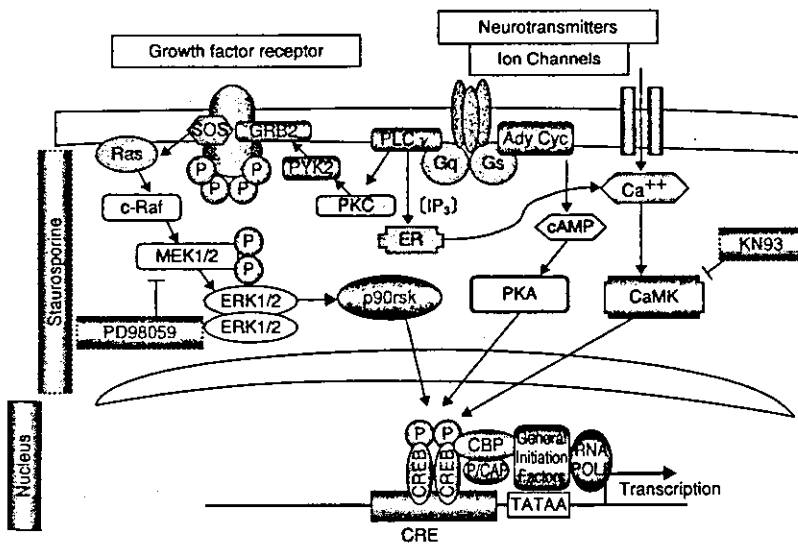 Neurotransmitters
Growth factor receptor
Ion Channels
SOS
GRB2
PLC γ
Ady Cyc
Ras
PYK2
Gq
Gs
P
P
P
P
Ca++
c-Raf
PKC
[IP3]
cAMP
ER
KN93
P
MEK1/2
P
Staurosporine
ERK1/2
p90rsk
PKA
CaMK
PD98059
ERK1/2
Nucleus
P
P
CBP
General
Initiation
Factors
RNA
POL
CREB
CREB
P/CAF
Transcription
TATAA
CRE